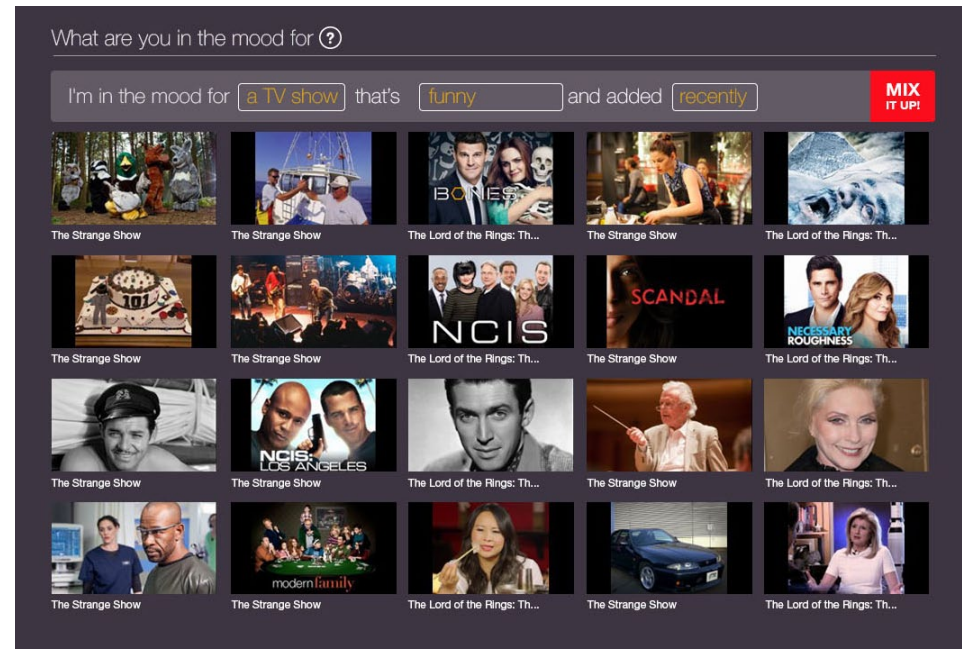 What are you in the mood for ?
I'm in the mood for a TV show that's funny and added recently
MIX
IT UP!
BONES
The Strange Show
The Strange Show
The Lord of the Rings: Th...
The Strange Show
The Lord of the Rings: Th...
101
NCIS
SCANDAL
NECESSARY
ROUGHNESS
The Strange Show
The Strange Show
The Lord of the Rings: Th...
The Strange Show
The Lord of the Rings: Th...
NCIS:
LOS ANGELES
The Strange Show
The Strange Show
The Lord of the Rings: Th...
The Strange Show
The Lord of the Rings: Th...
modern family
The Strange Show
The Strange Show
The Lord of the Rings: Th...
The Strange Show
The Lord of the Rings: Th...